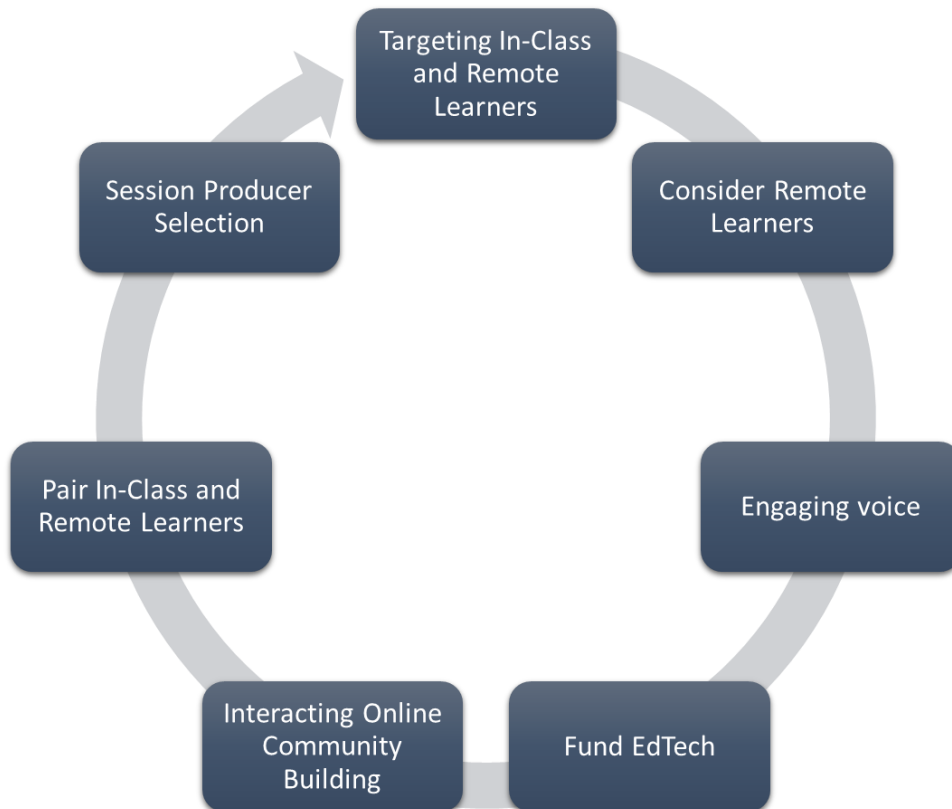 Targeting In-Class
and Remote
Learners
Consider Remote
Learners
Engaging voice
Fund EdTech
Interacting Online
Community
Building
Pair In-Class and
Remote Learners
Session Producer
Selection